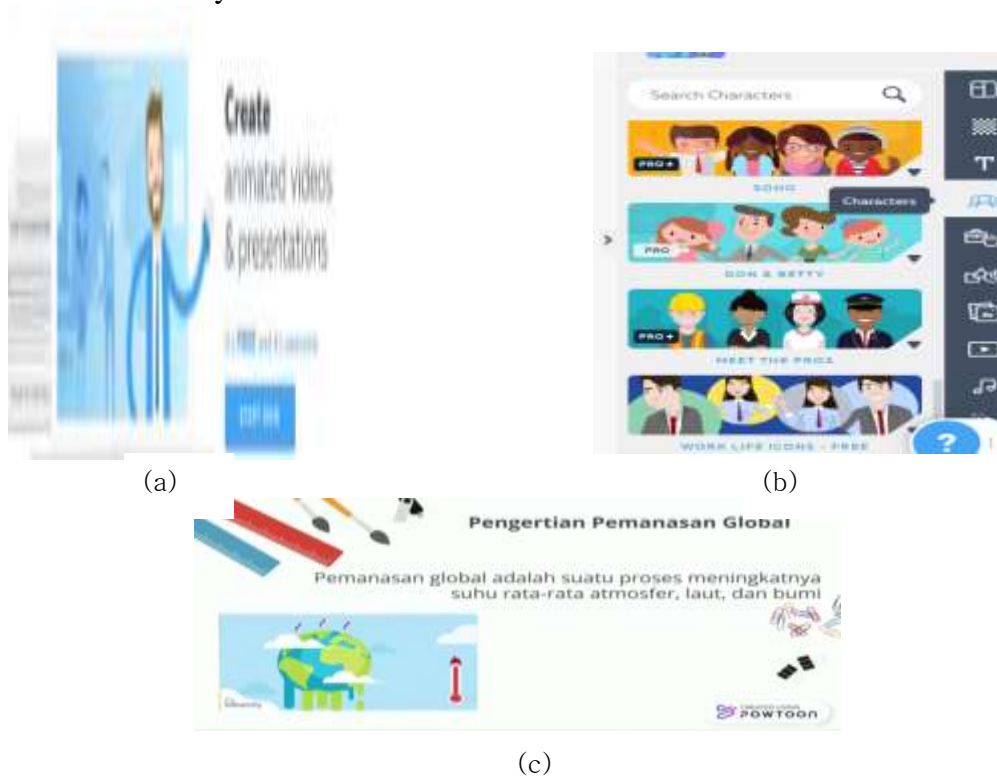 Create
animated videos
& presentations
FREE
Search Characters
PRO+
SOHO
Characters
PRO
DON & BETTY
PRO+
MEET THE PROS
WORK LIFE ICONS - FREE
?
T
(a)
(b)
Pengertian Pemanasan Global
Pemanasan global adalah suatu proses meningkatnya
suhu rata-rata atmosfer, laut, dan bumi
POWTOON
(c)